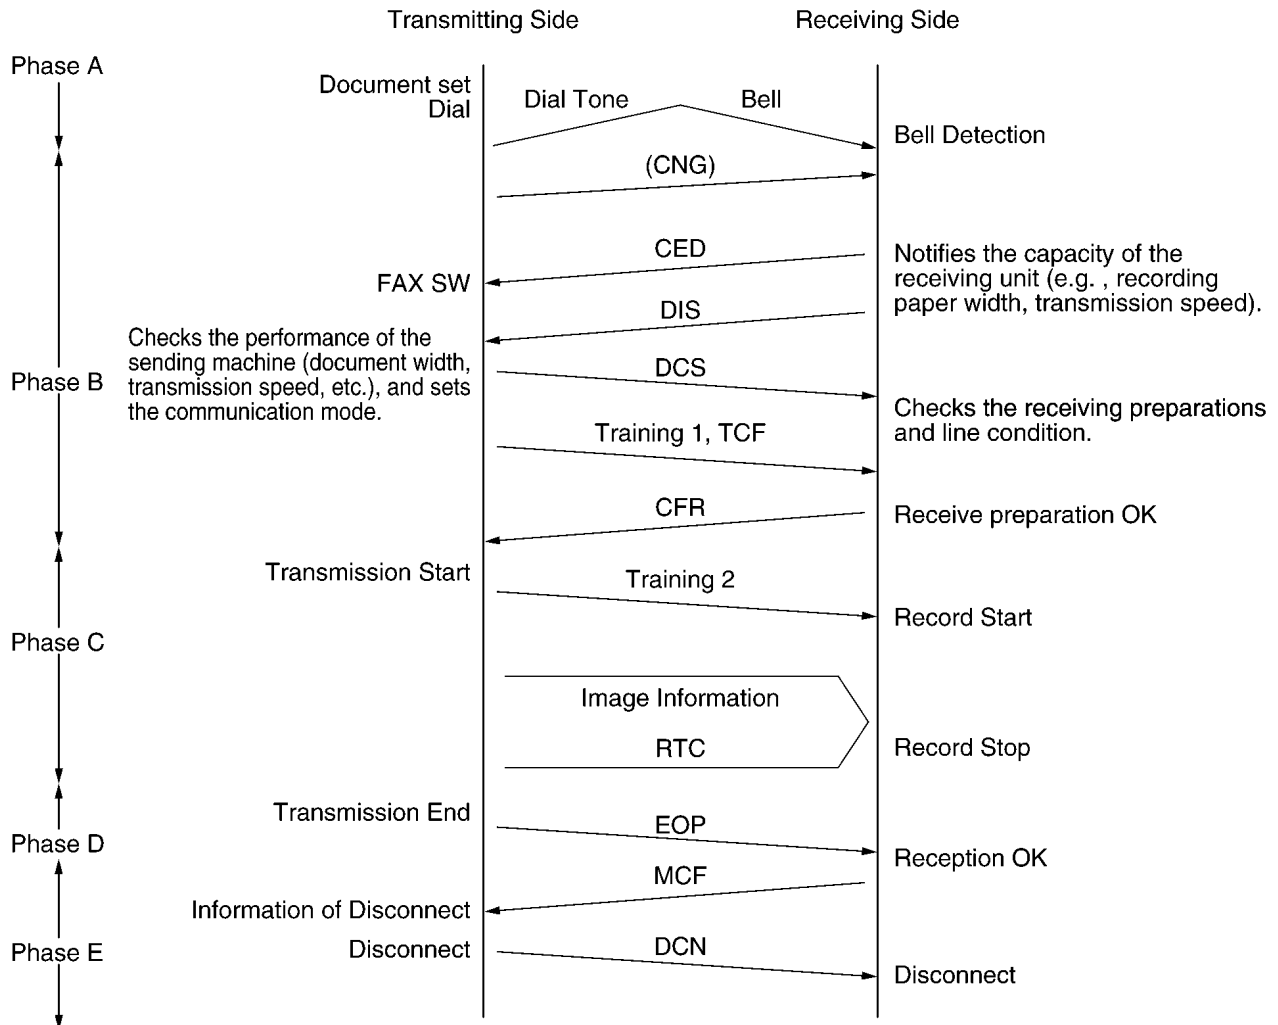 Transmitting Side
Receiving Side
Phase A
Document set
Dial
Dial Tone
Bell
Bell Detection
(CNG)
CED
Notifies the capacity of the
receiving unit (e.g. , recording
paper width, transmission speed).
FAX SW
DIS
Checks the performance of the
sending machine (document width,
transmission speed, etc.), and sets
the communication mode.
Phase B
DCS
Checks the receiving preparations
and line condition.
Training 1, TCF
CFR
Receive preparation OK
Transmission Start
Training 2
Record Start
Phase C
Image Information
RTC
Record Stop
Transmission End
EOP
Phase D
Reception OK
MCF
Information of Disconnect
Disconnect
DCN
Phase E
Disconnect